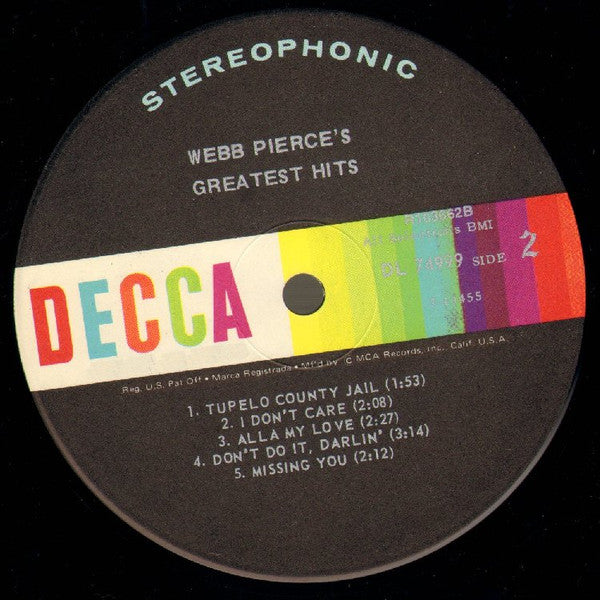 STEREOPHONIC
WEBB PIERCE'S
GREATEST HITS
BMI
DL 74999 SIDE 2
DECCA
Reg. U.S. Pat Off • Marca Registrada • Mf'd by MCA Records, Inc., Calif. U.S.A.
1. TUPELO COUNTY JAIL (1:53)
2. I DON'T CARE (2:08)
3. ALLA MY LOVE (2:27)
4. DON'T DO IT, DARLIN' (3:14)
5. MISSING YOU (2:12)